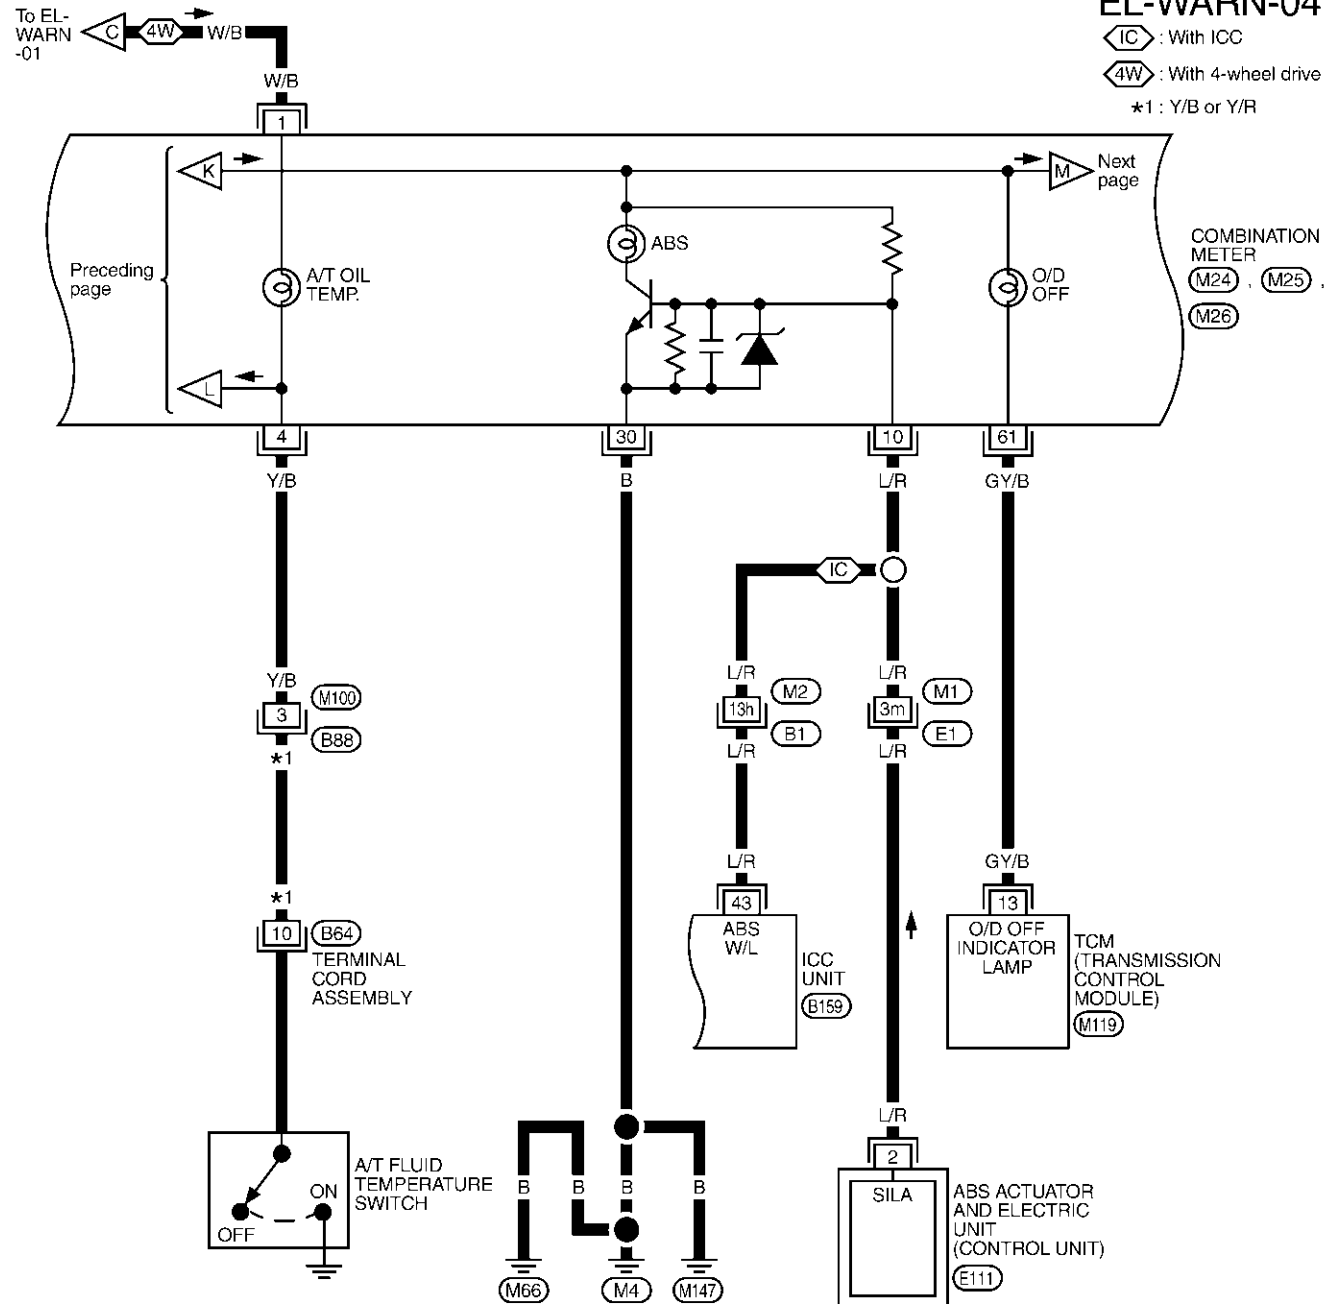 To EL-
WARN
-01
C
4W
W/B
EL-WARN-04
IC : With ICC
4W : With 4-wheel drive
*1 : Y/B or Y/R
W/B
1
K
M
Next
page
ABS
Preceding
page
A/T OIL
TEMP.
O/D
OFF
COMBINATION
METER
M24 , M25 ,
M26
L
4
30
10
61
Y/B
B
L/R
GY/B
IC
Y/B
L/R
L/R
M100
3
B88
*1
M2
13h
B1
L/R
M1
3m
E1
L/R
*1
10
B64
TERMINAL
CORD
ASSEMBLY
L/R
43
ABS
W/L
ICC
UNIT
B159
GY/B
13
O/D OFF
INDICATOR
LAMP
TCM
(TRANSMISSION
CONTROL
MODULE)
M119
L/R
2
SILA
ABS ACTUATOR
AND ELECTRIC
UNIT
(CONTROL UNIT)
E111
A/T FLUID
TEMPERATURE
SWITCH
ON
OFF
B
B
B
B
M66
M4
M147